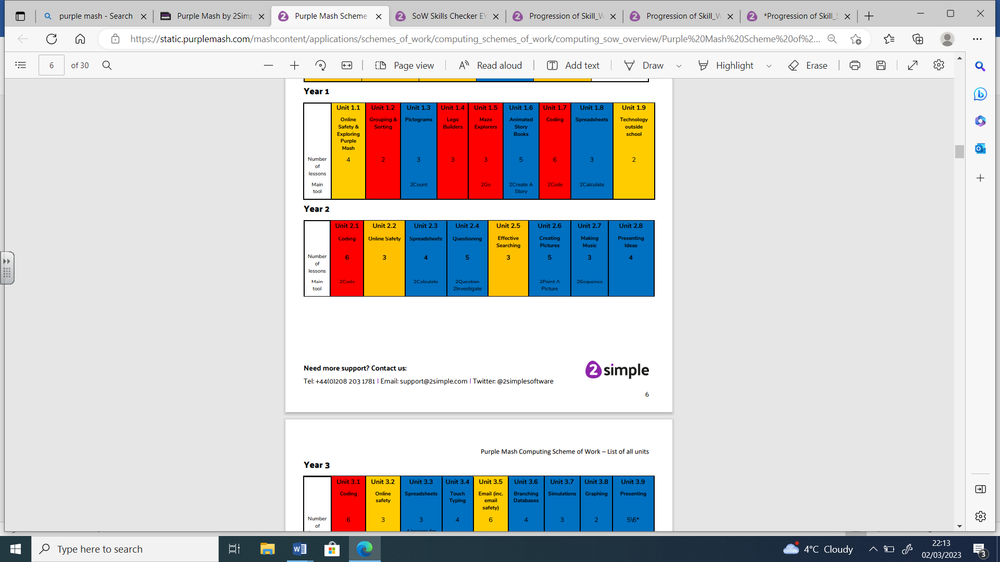 purple mash - Search
Purple Mash by 2Simp
Purple Mash Scheme
SoW Skills Checker EY
Progression of Skill_W
Progression of Skill_W
*Progression of Skill_S
https://static.purplemash.com/mashcontent/applications/schemes_of_work/computing_schemes_of_work/computing_sow_overview/Purple%20Mash%20Scheme%20of%2...
6 of 30
Page view
Read aloud
Add text
Draw
Highlight
Erase
Year 1
Unit 1.1 Unit 1.2 Unit 1.3 Unit 1.4 Unit 1.5 Unit 1.6 Unit 1.7 Unit 1.8 Unit 1.9
Online Grouping & Pictograms Lego Maze Animated Coding Spreadsheets Technology
Safety & Sorting Builders Explorers Story outside
Exploring Books school
Purple
Mash
Number 4 2 3 3 3 5 6 3 2
of
lessons
Main 2Count 2Go 2Create A 2Code 2Calculate
tool Story
Year 2
Unit 2.1 Unit 2.2 Unit 2.3 Unit 2.4 Unit 2.5 Unit 2.6 Unit 2.7 Unit 2.8
Coding Online Safety Spreadsheets Questioning Effective Creating Making Presenting
Searching Pictures Music Ideas
Number 6 3 4 5 3 5 3 4
of
lessons
Main 2Code 2Calculate 2Question 2Paint A 2Sequence
tool 2Investigate Picture
Need more support? Contact us:
2 simple
Tel: +44(0)208 203 1781 | Email: support@2simple.com | Twitter: @2simplesoftware
6
Purple Mash Computing Scheme of Work – List of all units
Year 3
Unit 3.1 Unit 3.2 Unit 3.3 Unit 3.4 Unit 3.5 Unit 3.6 Unit 3.7 Unit 3.8 Unit 3.9
Coding Online Spreadsheets Touch Email (inc. Branching Simulations Graphing Presenting
safety Typing email Databases
safety)
Number 6 3 3 4 6 4 3 2 5\6*
of
Type here to search
4°C Cloudy
22:13
02/03/2023
3